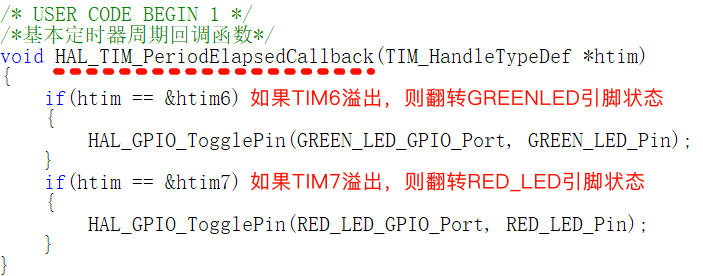 /* USER CODE BEGIN 1 */
/*基本定时器周期回调函数*/
void HAL_TIM_PeriodElapsedCallback(TIM_HandleTypeDef *htim)
{
if(htim == &htim6) 如果TIM6溢出，则翻转GREENLED引脚状态
{
HAL_GPIO_TogglePin(GREEN_LED_GPIO_Port, GREEN_LED_Pin);
}
if(htim == &htim7) 如果TIM7溢出，则翻转RED_LED引脚状态
{
HAL_GPIO_TogglePin(RED_LED_GPIO_Port, RED_LED_Pin);
}
}